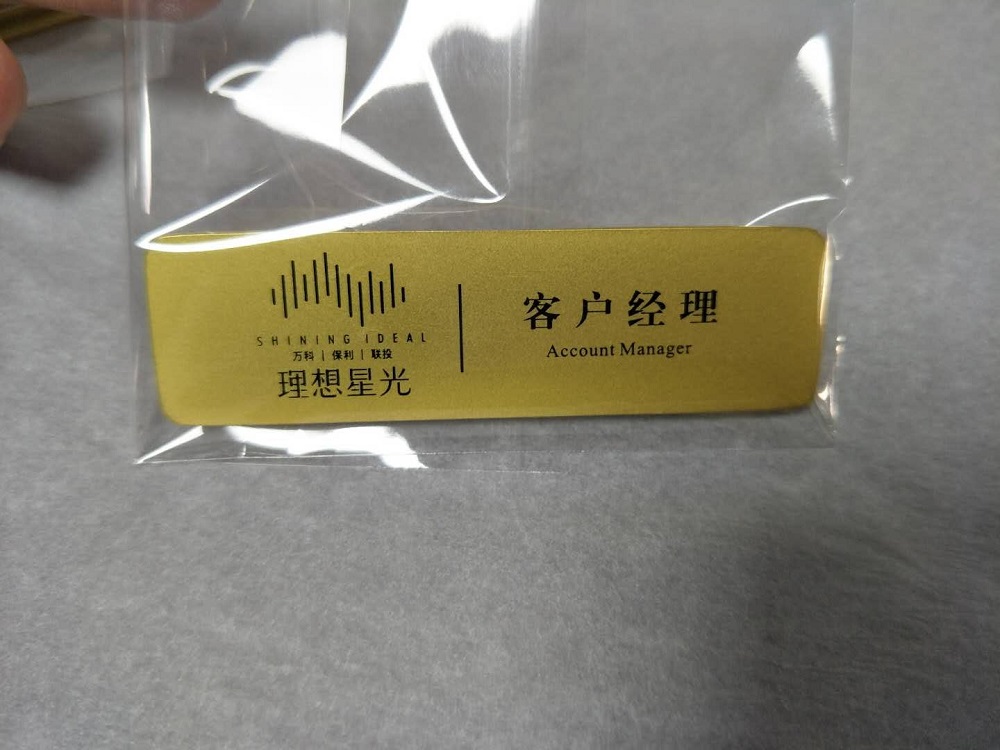 SHINING IDEAL
万科 | 保利 | 联投
理想星光
客户经理
Account Manager